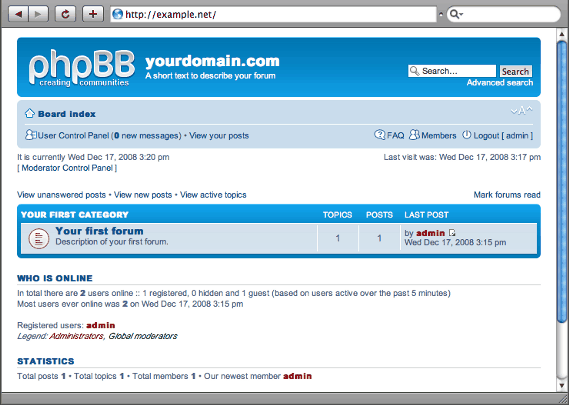 http://example.net/
phpBB
creating communities
yourdomain.com
A short text to describe your forum
Search… Search
Advanced search
Board index
A
User Control Panel (0 new messages) • View your posts
FAQ Members Logout [ admin ]
It is currently Wed Dec 17, 2008 3:20 pm
Last visit was: Wed Dec 17, 2008 3:17 pm
[ Moderator Control Panel ]
View unanswered posts • View new posts • View active topics
Mark forums read
YOUR FIRST CATEGORY TOPICS POSTS LAST POST
Your first forum
Description of your first forum.
1 1
by admin
Wed Dec 17, 2008 3:15 pm
WHO IS ONLINE
In total there are 2 users online :: 1 registered, 0 hidden and 1 guest (based on users active over the past 5 minutes)
Most users ever online was 2 on Wed Dec 17, 2008 3:15 pm
Registered users: admin
Legend: Administrators, Global moderators
STATISTICS
Total posts 1 • Total topics 1 • Total members 1 • Our newest member admin